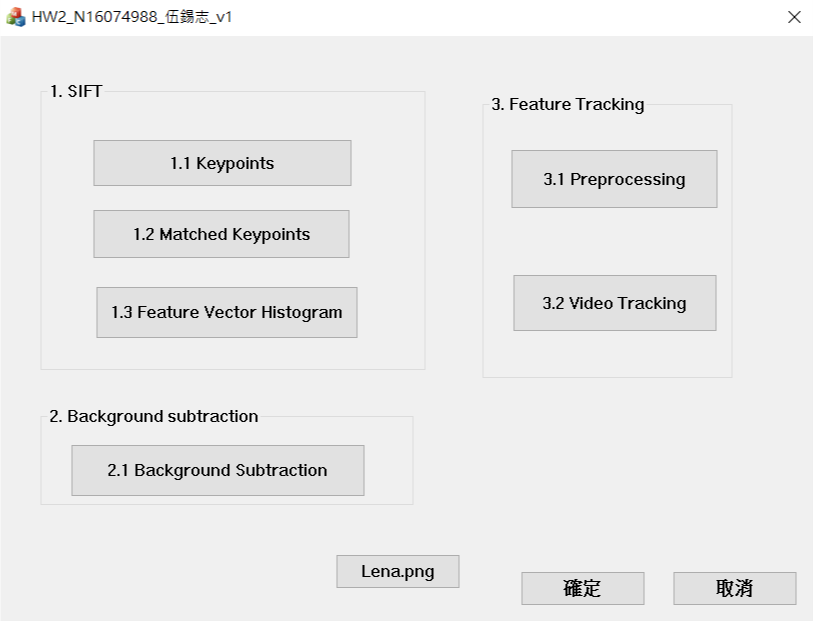 HW2_N16074988_伍錫志_v1
1. SIFT
1.1 Keypoints
1.2 Matched Keypoints
1.3 Feature Vector Histogram
2. Background subtraction
2.1 Background Subtraction
3. Feature Tracking
3.1 Preprocessing
3.2 Video Tracking
Lena.png
確定
取消